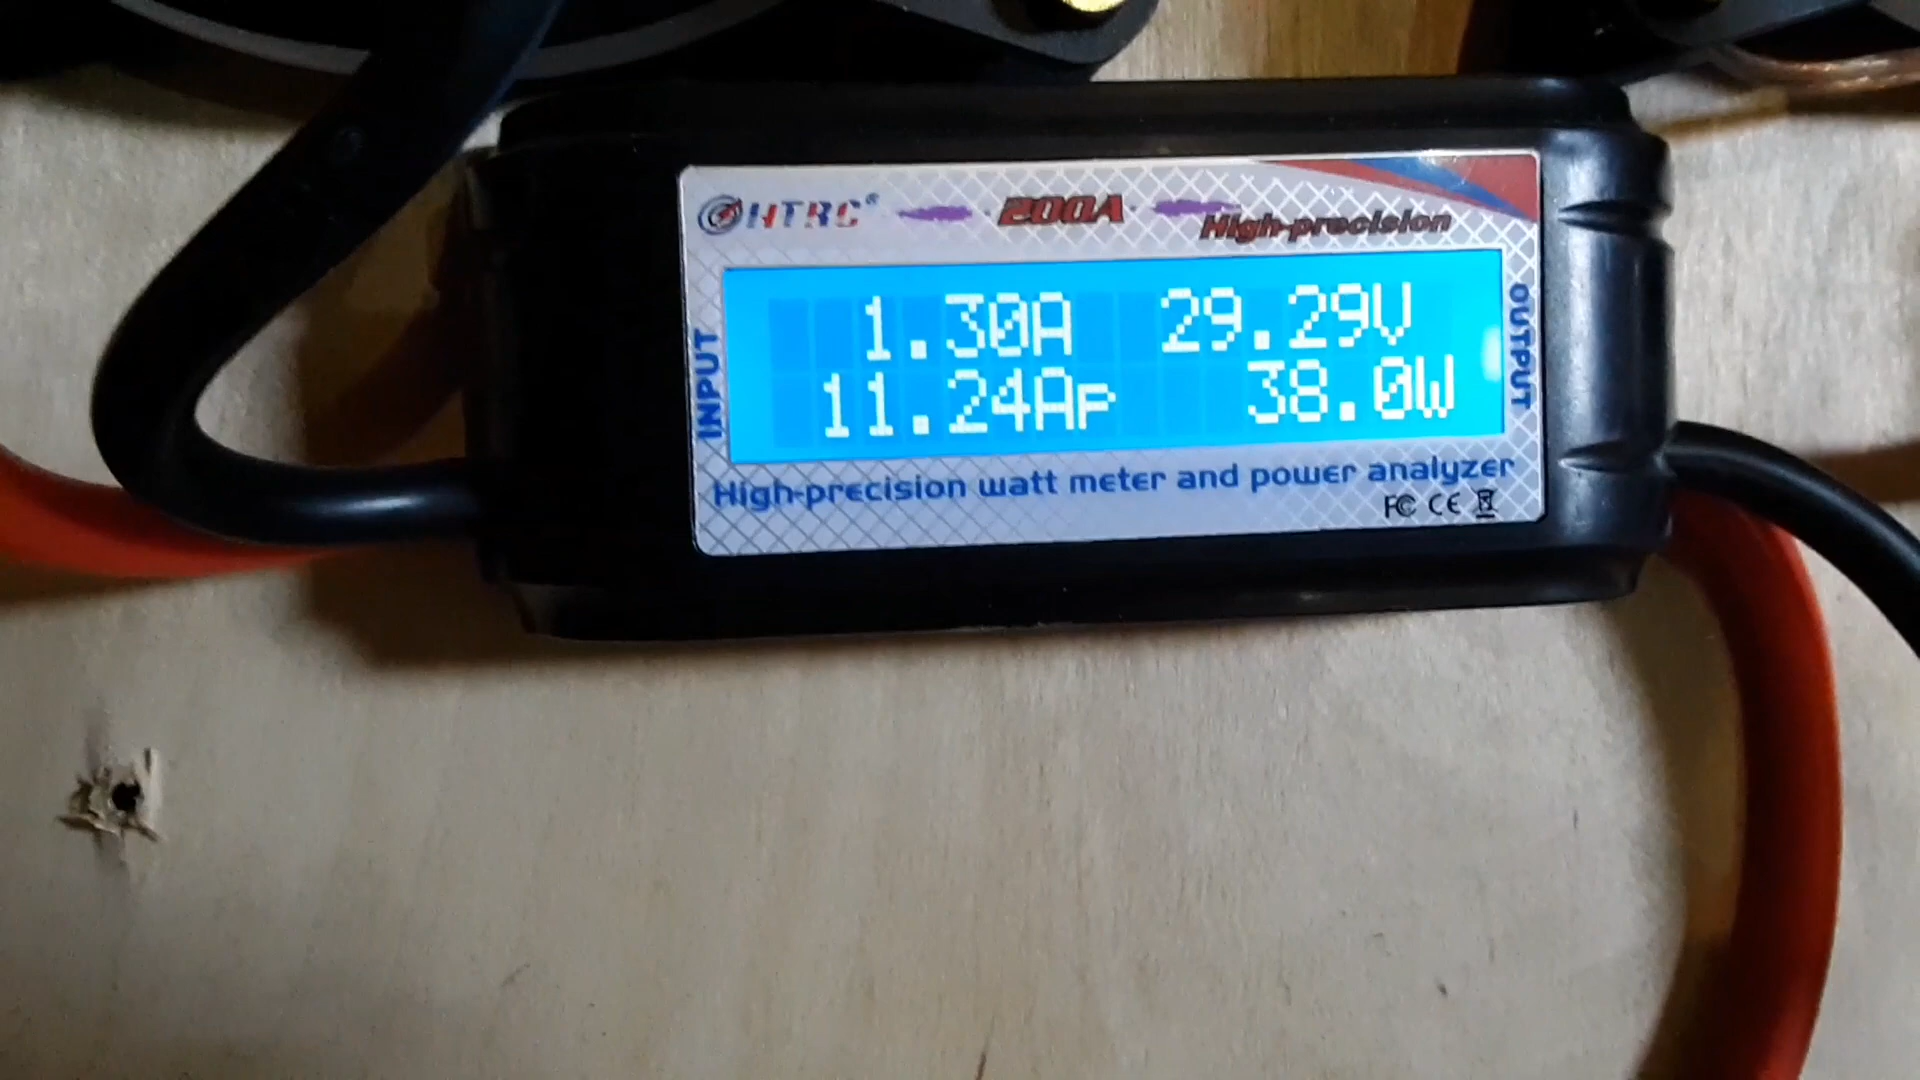 HTRC® 200A High-precision
INPUT
1.30A 29.29V
11.24Ap 38.0W
OUTPUT
High-precision watt meter and power analyzer
FC CE